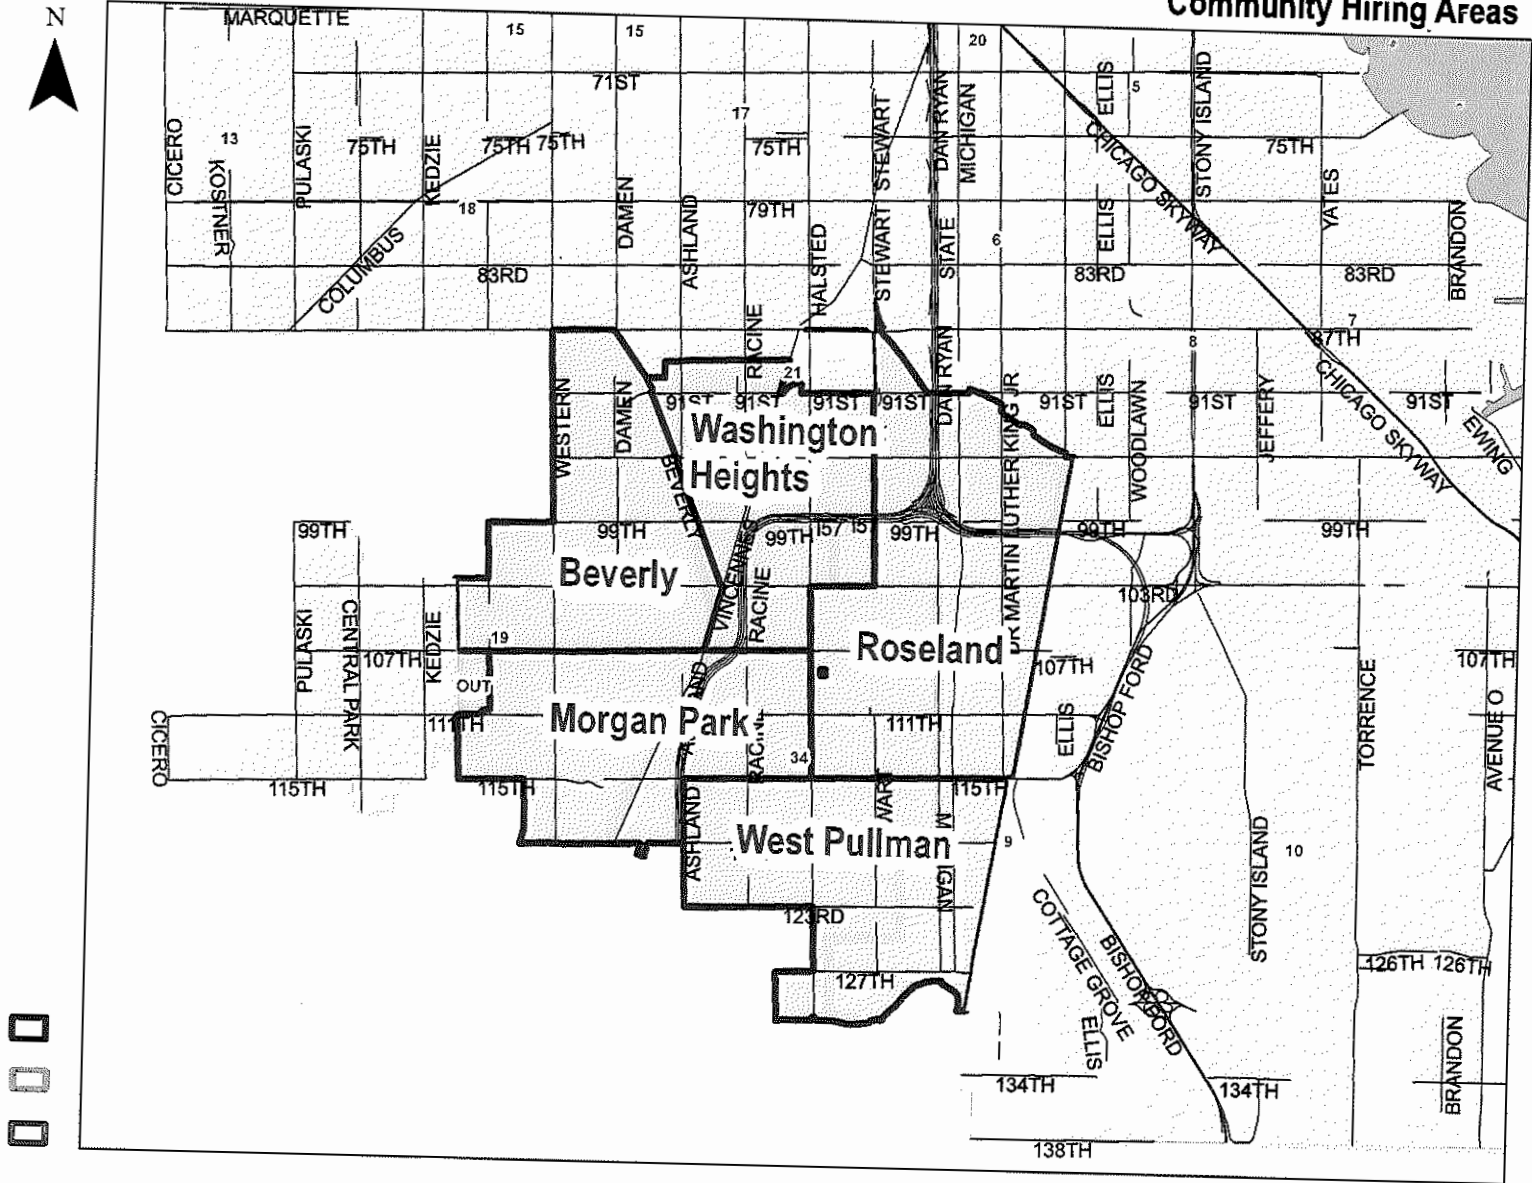 Community Hiring Areas
N
MARQUETTE
15
15
20
71ST
ELLIS
5
STONY ISLAND
CICERO
13
KOSTNER
PULASKI
75TH
KEDZIE
75TH
75TH
17
75TH
STEWART
STEWART
DAN RYAN
MICHIGAN
CHICAGO SKYWAY
75TH
18
DAMEN
ASHLAND
79TH
HALSTED
STATE
6
ELLIS
YATES
BRANDON
COLUMBUS
83RD
83RD
83RD
RACINE
DAN RYAN
8
7
87TH
CHICAGO SKYWAY
21
WESTERN
DAMEN
91ST
91ST
91ST
91ST
91ST
ELLIS
WOODLAWN
91ST
JEFFERY
91ST
EWING
Washington
Heights
BEVERLY
DR MARTIN LUTHER KING JR
99TH
99TH
VINCENNES
99TH
I57
I57
99TH
99TH
99TH
Beverly
RACINE
103RD
PULASKI
CENTRAL PARK
KEDZIE
19
107TH
OUT
Roseland
107TH
BISHOP FORD
107TH
CICERO
111TH
Morgan Park
111TH
ELLIS
TORRENCE
AVENUE O
34
115TH
115TH
115TH
ASHLAND
West Pullman
9
STONY ISLAND
10
123RD
COTTAGE GROVE
BISHOP FORD
126TH
126TH
127TH
ELLIS
BRANDON
134TH
134TH
138TH